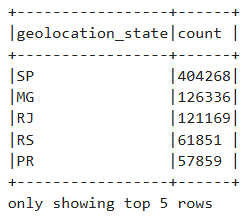 +-----------------+------+
|geolocation_state|count |
+-----------------+------+
|SP               |404268|
|MG               |126336|
|RJ               |121169|
|RS               |61851 |
|PR               |57859 |
+-----------------+------+
only showing top 5 rows